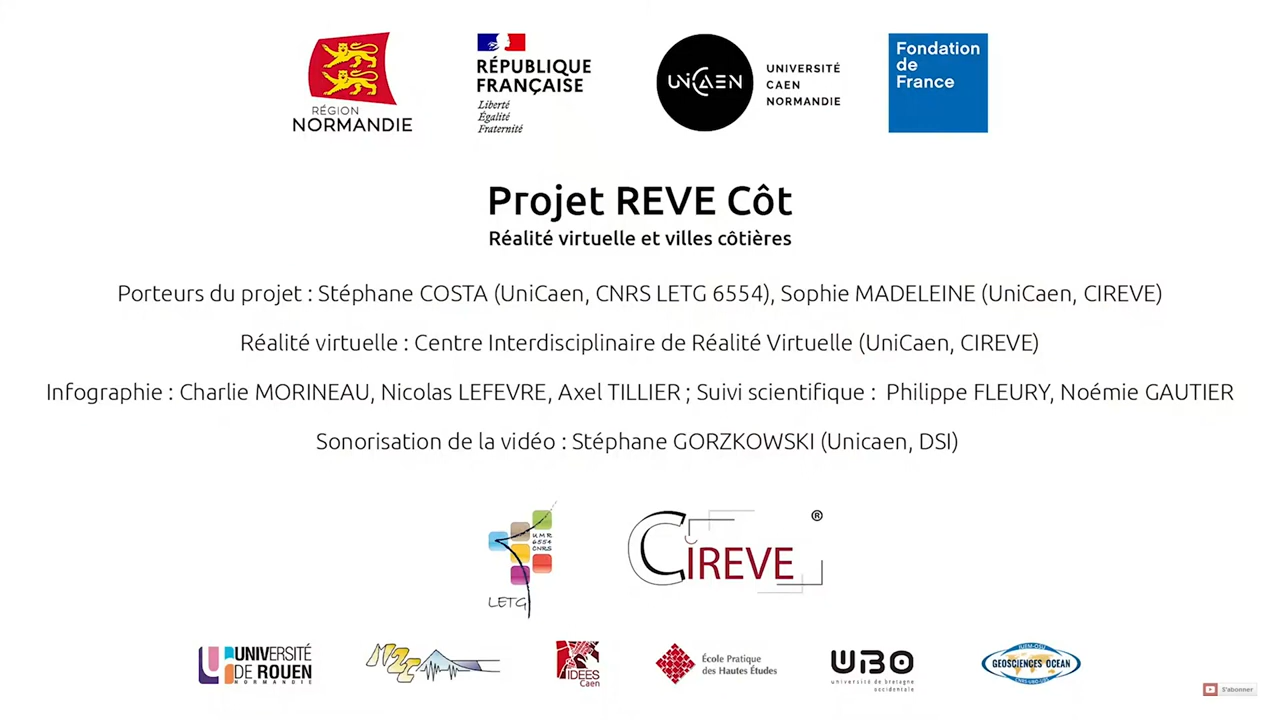 RÉGION
NORMANDIE
RÉPUBLIQUE
FRANÇAISE
Liberté
Égalité
Fraternité
UNICAEN
UNIVERSITÉ
CAEN
NORMANDIE
Fondation
de
France
Projet REVE Côt
Réalité virtuelle et villes côtières
Porteurs du projet : Stéphane COSTA (UniCaen, CNRS LETG 6554), Sophie MADELEINE (UniCaen, CIREVE)
Réalité virtuelle : Centre Interdisciplinaire de Réalité Virtuelle (UniCaen, CIREVE)
Infographie : Charlie MORINEAU, Nicolas LEFEVRE, Axel TILLIER ; Suivi scientifique : Philippe FLEURY, Noémie GAUTIER
Sonorisation de la vidéo : Stéphane GORZKOWSKI (Unicaen, DSI)
UMR
6554
CNRS
LETG
CIREVE ®
UNIVERSITÉ
DE ROUEN
NORMANDIE
M2C
IDEES
Caen
École Pratique
des Hautes Études
UBO
université de bretagne
occidentale
GEOSCIENCES OCEAN
S'abonner